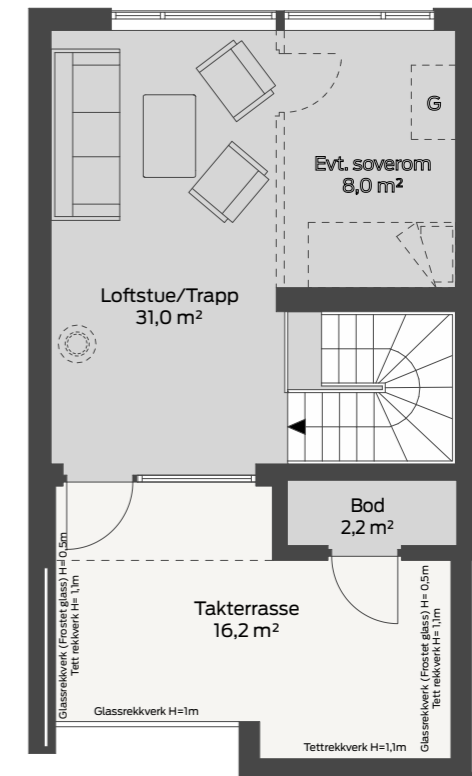 G
Evt. soverom
8,0 m²
Loftstue/Trapp
31,0 m²
Bod
2,2 m²
Takterrasse
16,2 m²
Glassrekkverk (Frostet glass) H= 0,5m
Tett rekkverk H= 1,1m
Glassrekkverk (Frostet glass) H= 0,5m
Tett rekkverk H= 1,1m
Glassrekkverk H=1m
Tettrekkverk H=1,1m